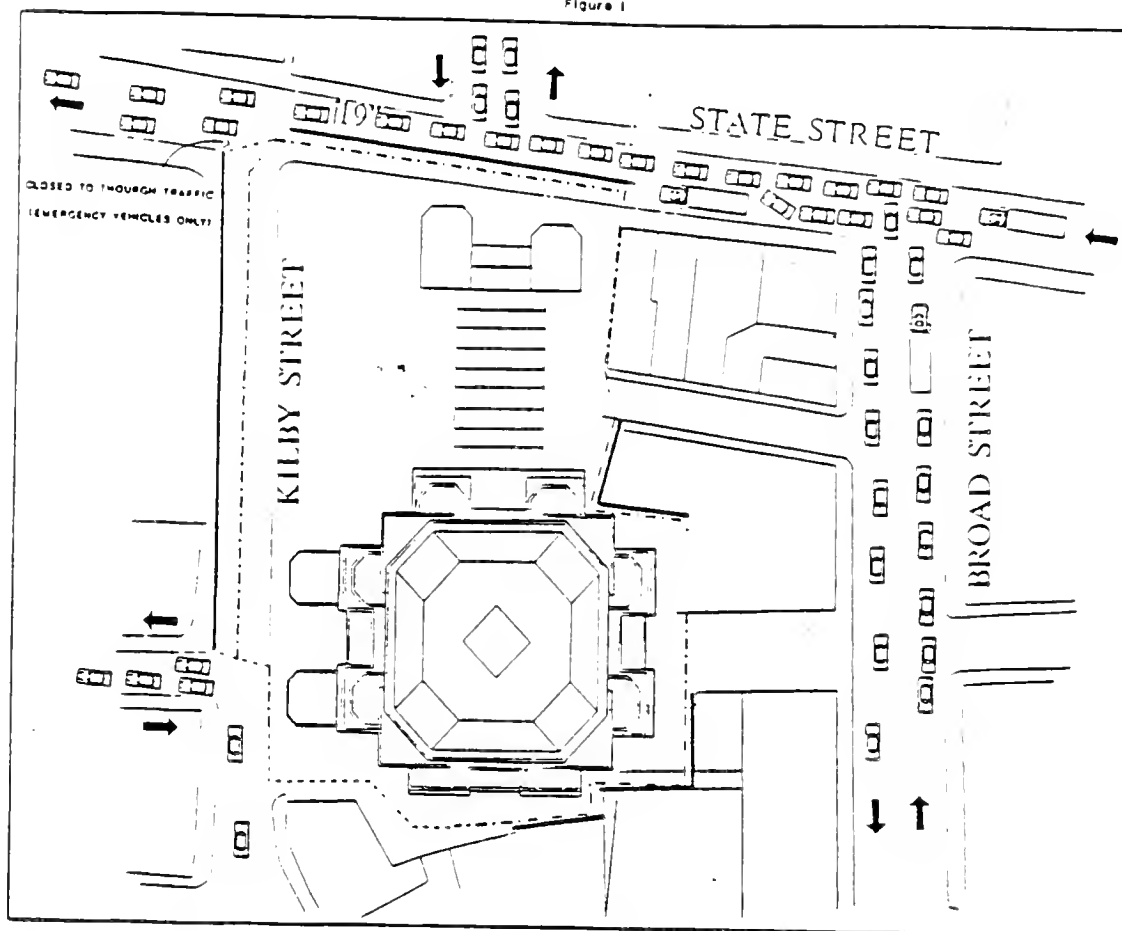 Figure 1
STATE STREET
CLOSED TO THOURGH TRAFFIC
(EMERGENCY VEHICLES ONLY)
KILBY STREET
BROAD STREET